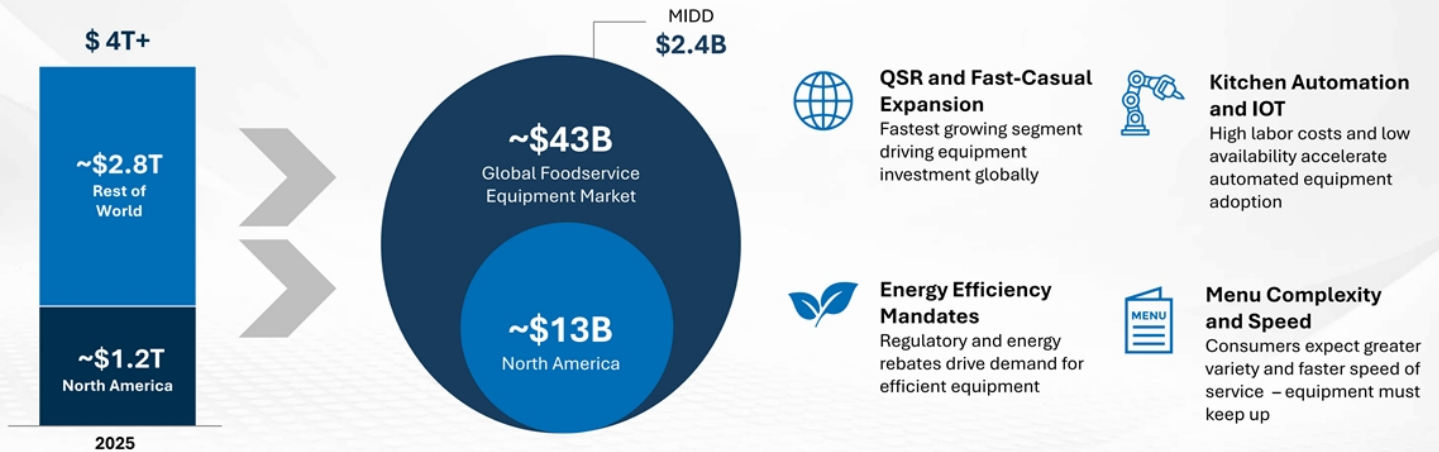 $ 4T+
~$2.8T
Rest of
World
~$1.2T
North America
2025
MIDD
$2.4B
~$43B
Global Foodservice
Equipment Market
~$13B
North America
QSR and Fast-Casual
Expansion
Fastest growing segment
driving equipment
investment globally
Kitchen Automation
and IOT
High labor costs and low
availability accelerate
automated equipment
adoption
Energy Efficiency
Mandates
Regulatory and energy
rebates drive demand for
efficient equipment
MENU
Menu Complexity
and Speed
Consumers expect greater
variety and faster speed of
service – equipment must
keep up